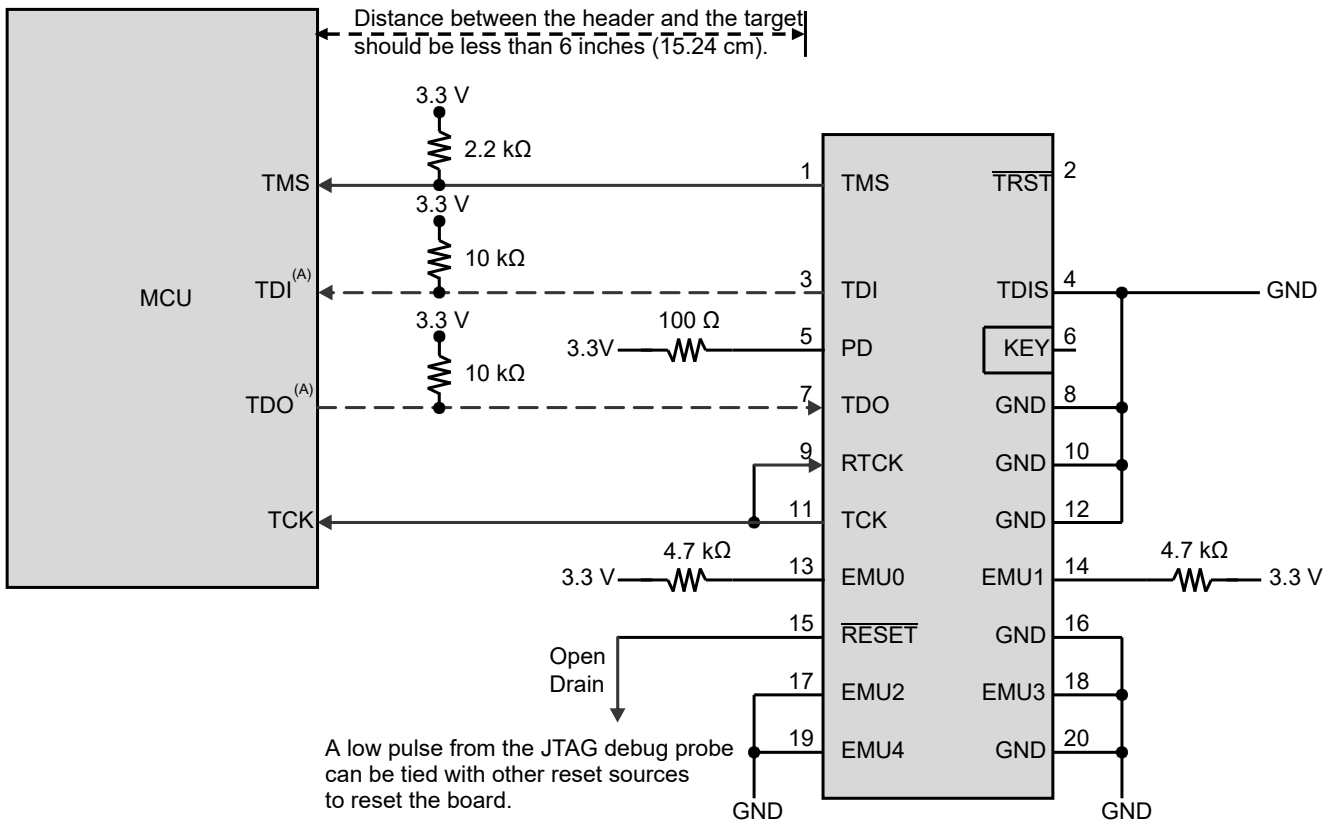 Distance between the header and the target
should be less than 6 inches (15.24 cm).
3.3 V
2.2 kΩ
TMS
1
TMS
TRST
2
3.3 V
10 kΩ
MCU
TDI(A)
3
TDI
TDIS
4
GND
3.3 V
100 Ω
3.3V
5
PD
KEY
6
10 kΩ
TDO(A)
7
TDO
GND
8
9
RTCK
GND
10
TCK
11
TCK
GND
12
4.7 kΩ
3.3 V
13
EMU0
EMU1
14
4.7 kΩ
3.3 V
15
RESET
GND
16
Open
Drain
17
EMU2
EMU3
18
A low pulse from the JTAG debug probe
can be tied with other reset sources
to reset the board.
19
EMU4
GND
20
GND
GND